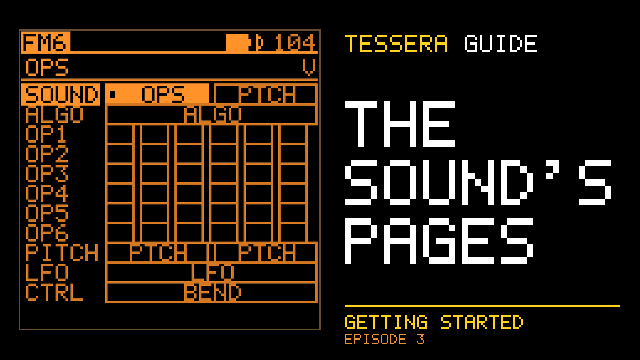 FM6 104
OPS V
SOUND OPS PTCH
ALGO ALGO
OP1
OP2
OP3
OP4
OP5
OP6
PITCH PTCH PTCH
LFO LFO
CTRL BEND
TESSERA GUIDE
THE
SOUND'S
PAGES
GETTING STARTED
EPISODE 3